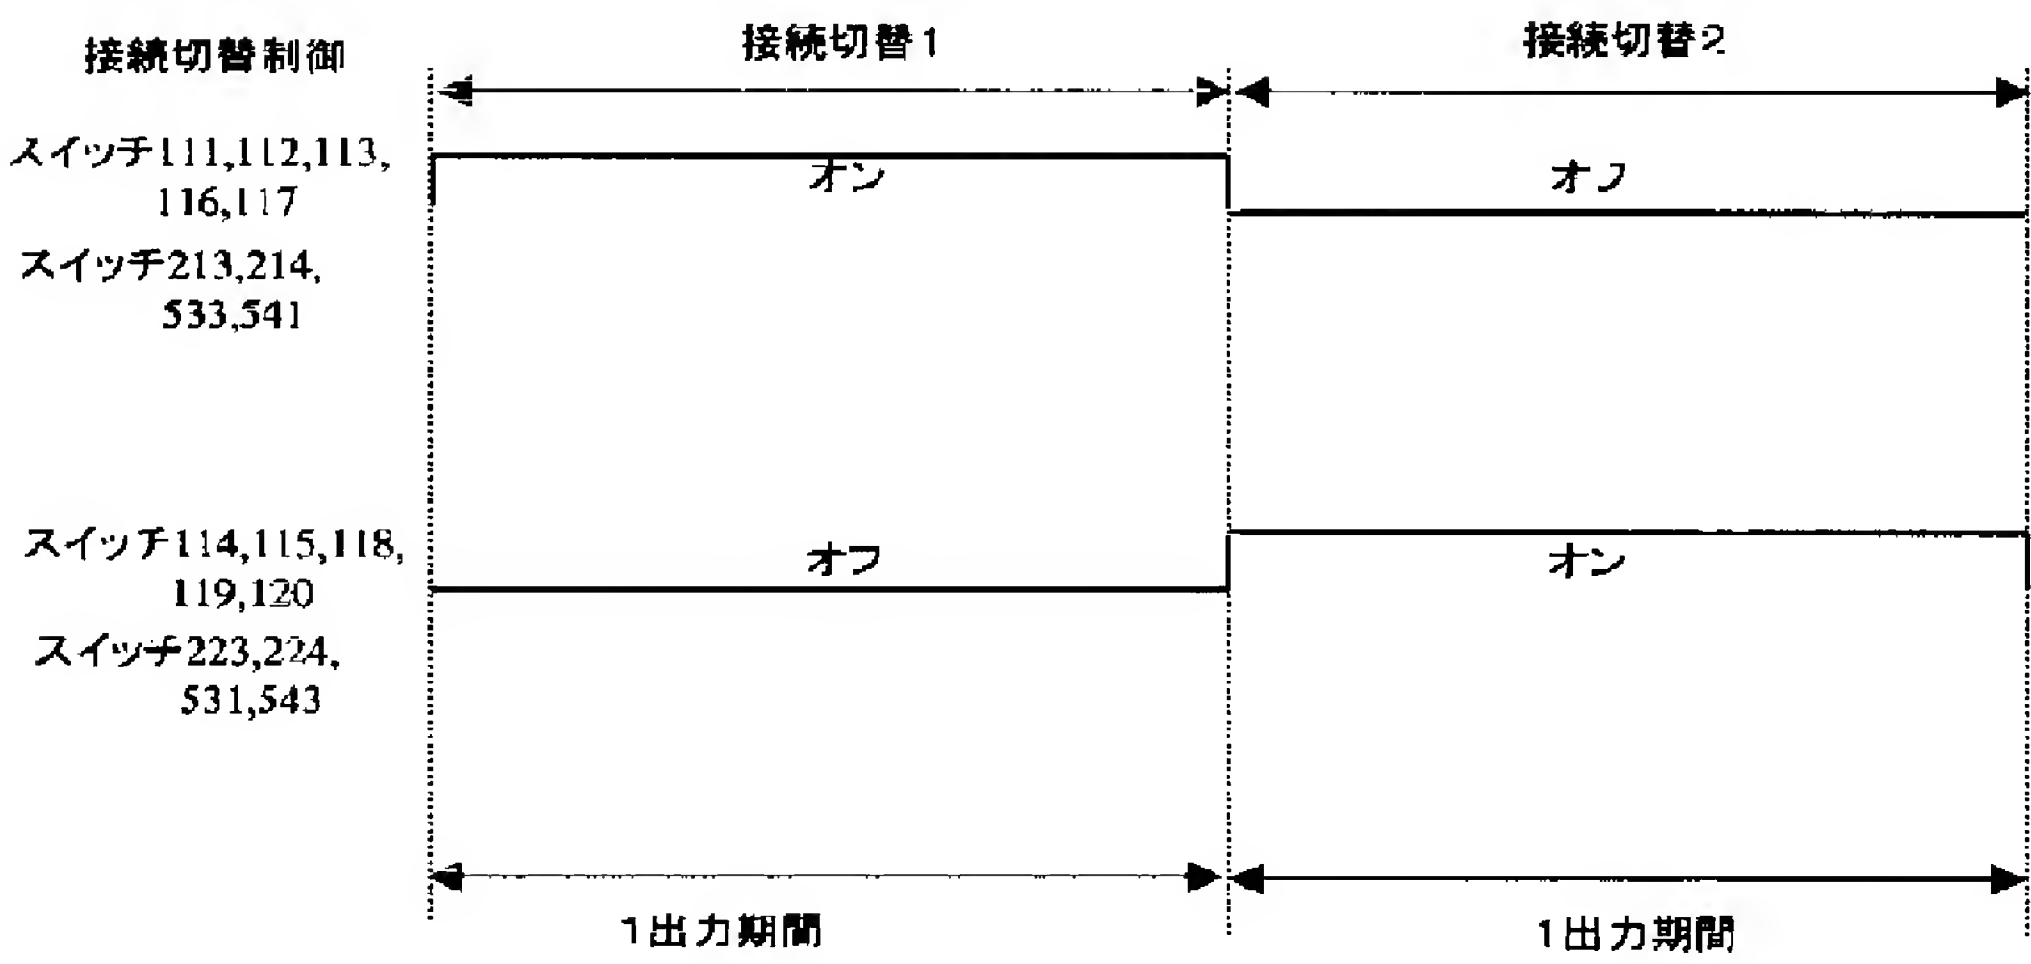 接続切替制御
接続切替1
接続切替2
スイッチ111,112,113,
116,117
オン
オフ
スイッチ213,214,
533,541
スイッチ114,115,118,
119,120
オフ
オン
スイッチ223,224,
531,543
1出力期間
1出力期間